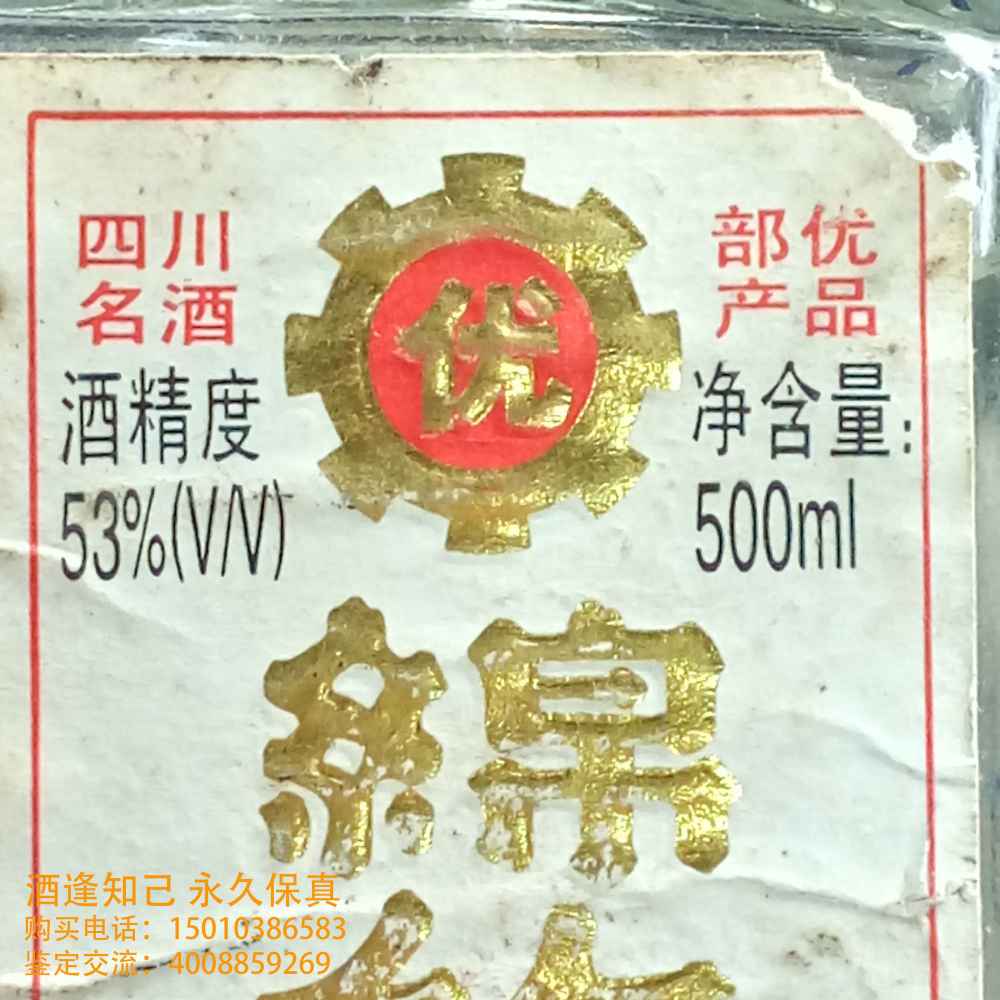 四川
名酒
酒精度
53%(V/V)
优
部优
产品
净含量:
500ml
綿
酒逢知己 永久保真
购买电话：15010386583
鉴定交流：4008859269